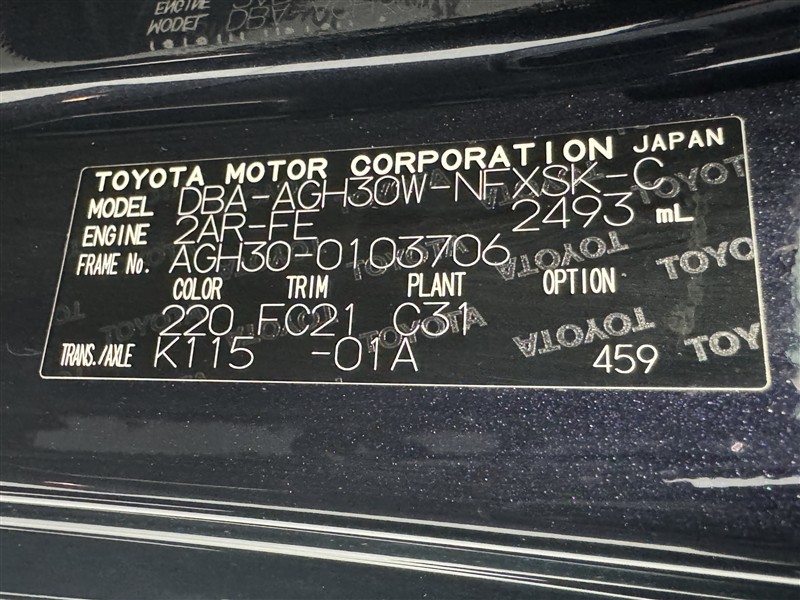 TOYOTA MOTOR CORPORATION JAPAN
MODEL DBA-AGH30W-NFXSK-C
ENGINE 2AR-FE 2493 mL
FRAME No. AGH30-0103706
COLOR TRIM PLANT OPTION
220 FC21 C31
TRANS./AXLE K115 -01A 459